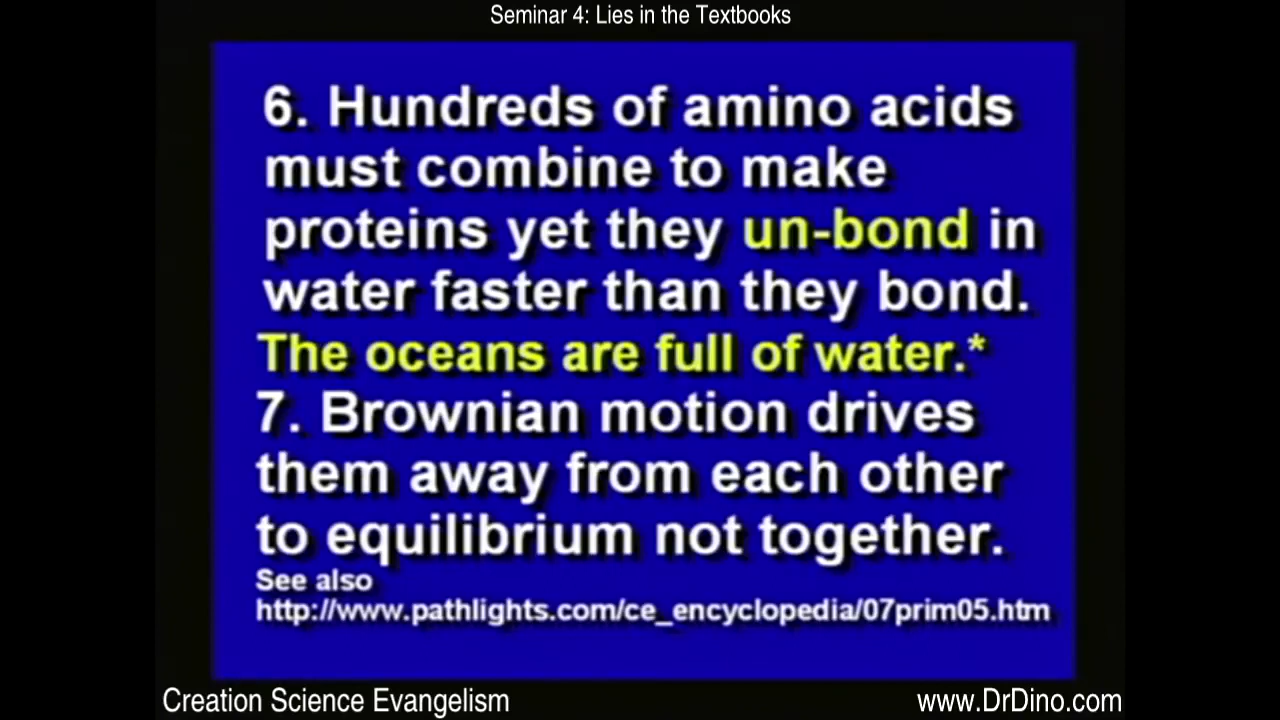 Seminar 4: Lies in the Textbooks
6. Hundreds of amino acids
must combine to make
proteins yet they un-bond in
water faster than they bond.
The oceans are full of water.*
7. Brownian motion drives
them away from each other
to equilibrium not together.
See also
http://www.pathlights.com/ce_encyclopedia/07prim05.htm
Creation Science Evangelism
www.DrDino.com